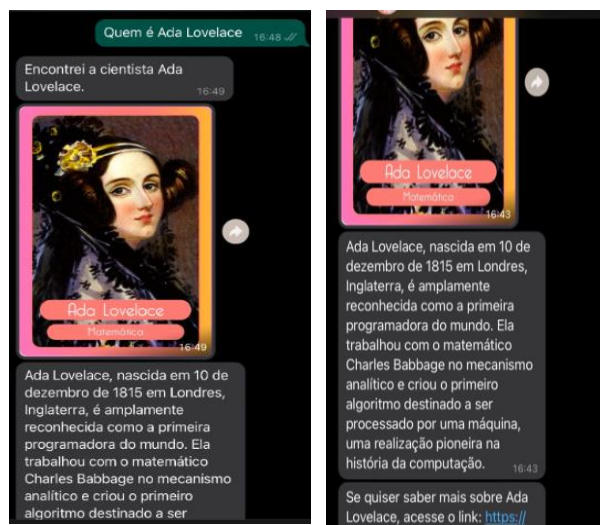 Quem é Ada Lovelace 16:48
Encontrei a cientista Ada
Lovelace. 16:49
Ada Lovelace
Matemática
16:49
Ada Lovelace, nascida em 10 de
dezembro de 1815 em Londres,
Inglaterra, é amplamente
reconhecida como a primeira
programadora do mundo. Ela
trabalhou com o matemático
Charles Babbage no mecanismo
analítico e criou o primeiro
algoritmo destinado a ser
Ada Lovelace
Matemática
16:43
Ada Lovelace, nascida em 10 de
dezembro de 1815 em Londres,
Inglaterra, é amplamente
reconhecida como a primeira
programadora do mundo. Ela
trabalhou com o matemático
Charles Babbage no mecanismo
analítico e criou o primeiro
algoritmo destinado a ser
processado por uma máquina,
uma realização pioneira na
história da computação. 16:43
Se quiser saber mais sobre Ada
Lovelace, acesse o link: https://